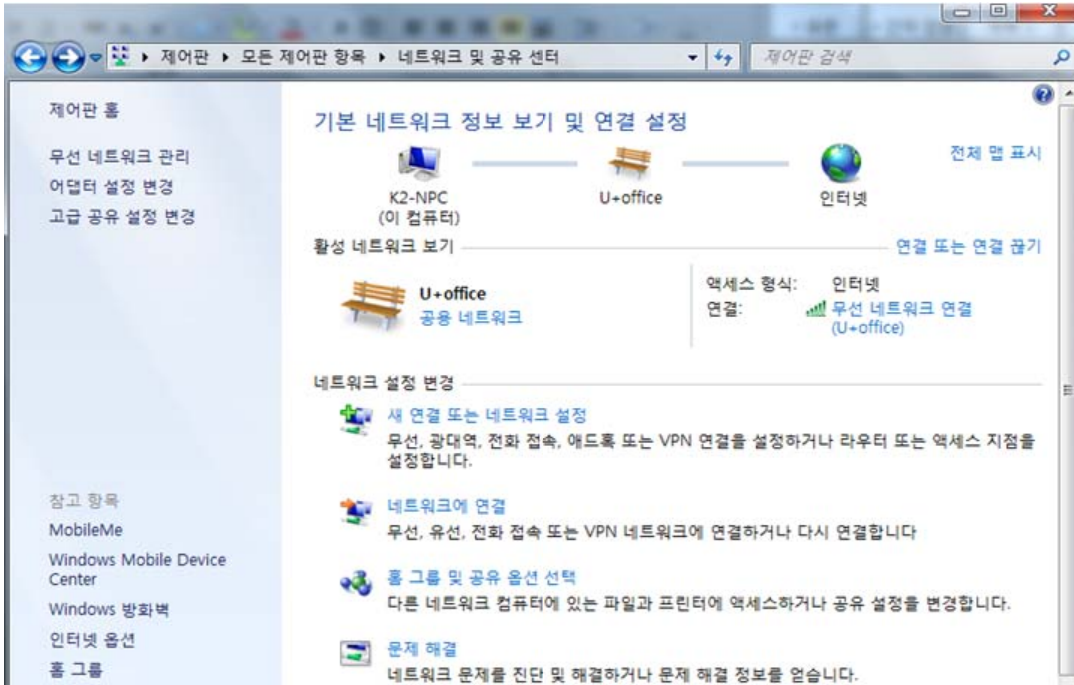 제어판 ▸ 모든 제어판 항목 ▸ 네트워크 및 공유 센터
제어판 검색
제어판 홈
무선 네트워크 관리
어댑터 설정 변경
고급 공유 설정 변경
참고 항목
MobileMe
Windows Mobile Device
Center
Windows 방화벽
인터넷 옵션
홈 그룹
기본 네트워크 정보 보기 및 연결 설정
전체 맵 표시
K2-NPC
(이 컴퓨터)
U+office
인터넷
활성 네트워크 보기
연결 또는 연결 끊기
U+office
공용 네트워크
액세스 형식: 인터넷
연결: 무선 네트워크 연결
(U+office)
네트워크 설정 변경
새 연결 또는 네트워크 설정
무선, 광대역, 전화 접속, 애드혹 또는 VPN 연결을 설정하거나 라우터 또는 액세스 지점을
설정합니다.
네트워크에 연결
무선, 유선, 전화 접속 또는 VPN 네트워크에 연결하거나 다시 연결합니다
홈 그룹 및 공유 옵션 선택
다른 네트워크 컴퓨터에 있는 파일과 프린터에 액세스하거나 공유 설정을 변경합니다.
문제 해결
네트워크 문제를 진단 및 해결하거나 문제 해결 정보를 얻습니다.